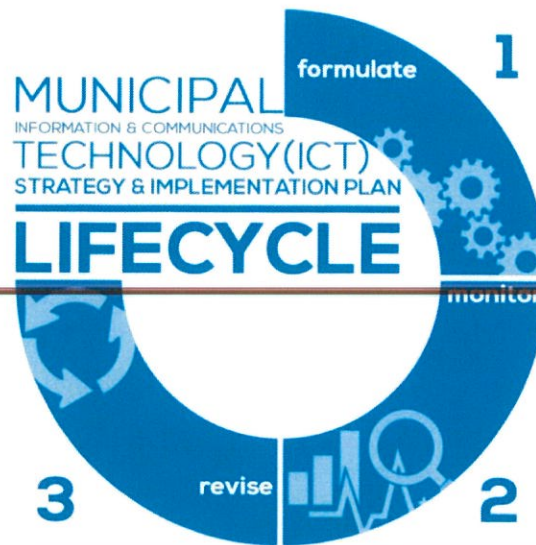 MUNICIPAL
INFORMATION & COMMUNICATIONS
TECHNOLOGY(ICT)
STRATEGY & IMPLEMENTATION PLAN
LIFECYCLE
formulate
1
monitor
2
revise
3